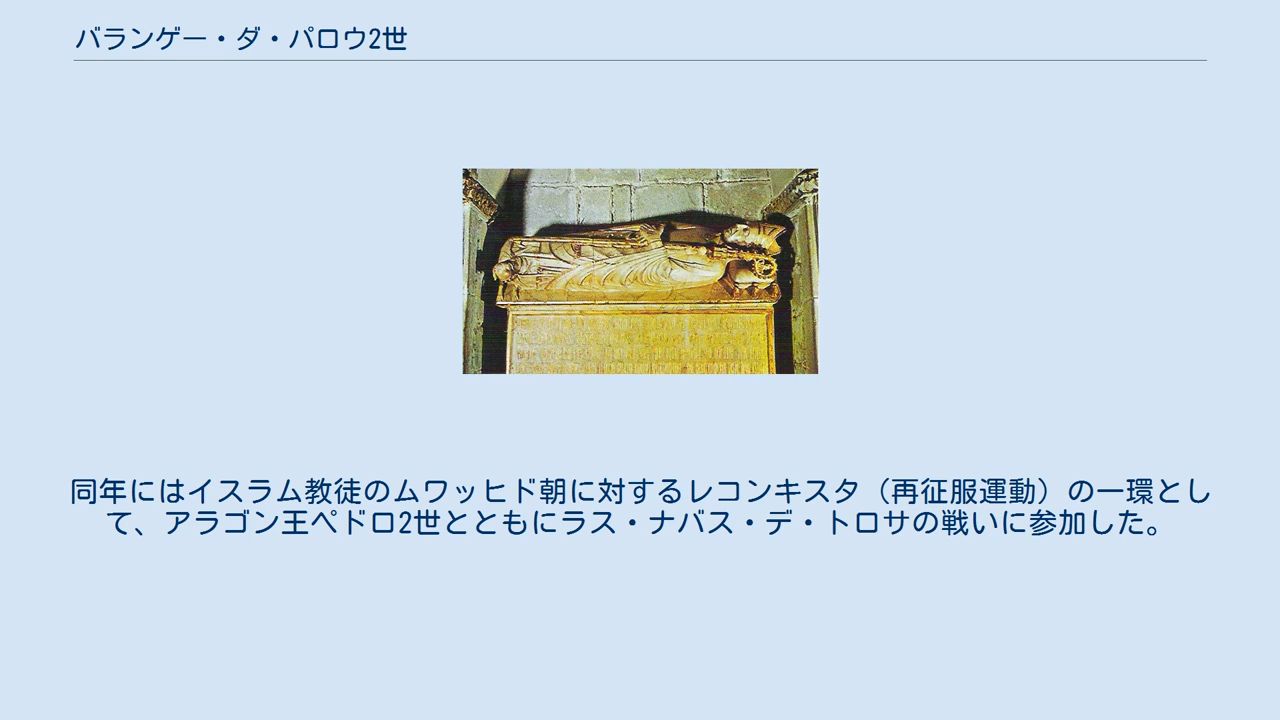 バランゲー・ダ・パロウ2世
同年にはイスラム教徒のムワッヒド朝に対するレコンキスタ（再征服運動）の一環とし
て、アラゴン王ペドロ2世とともにラス・ナバス・デ・トロサの戦いに参加した。